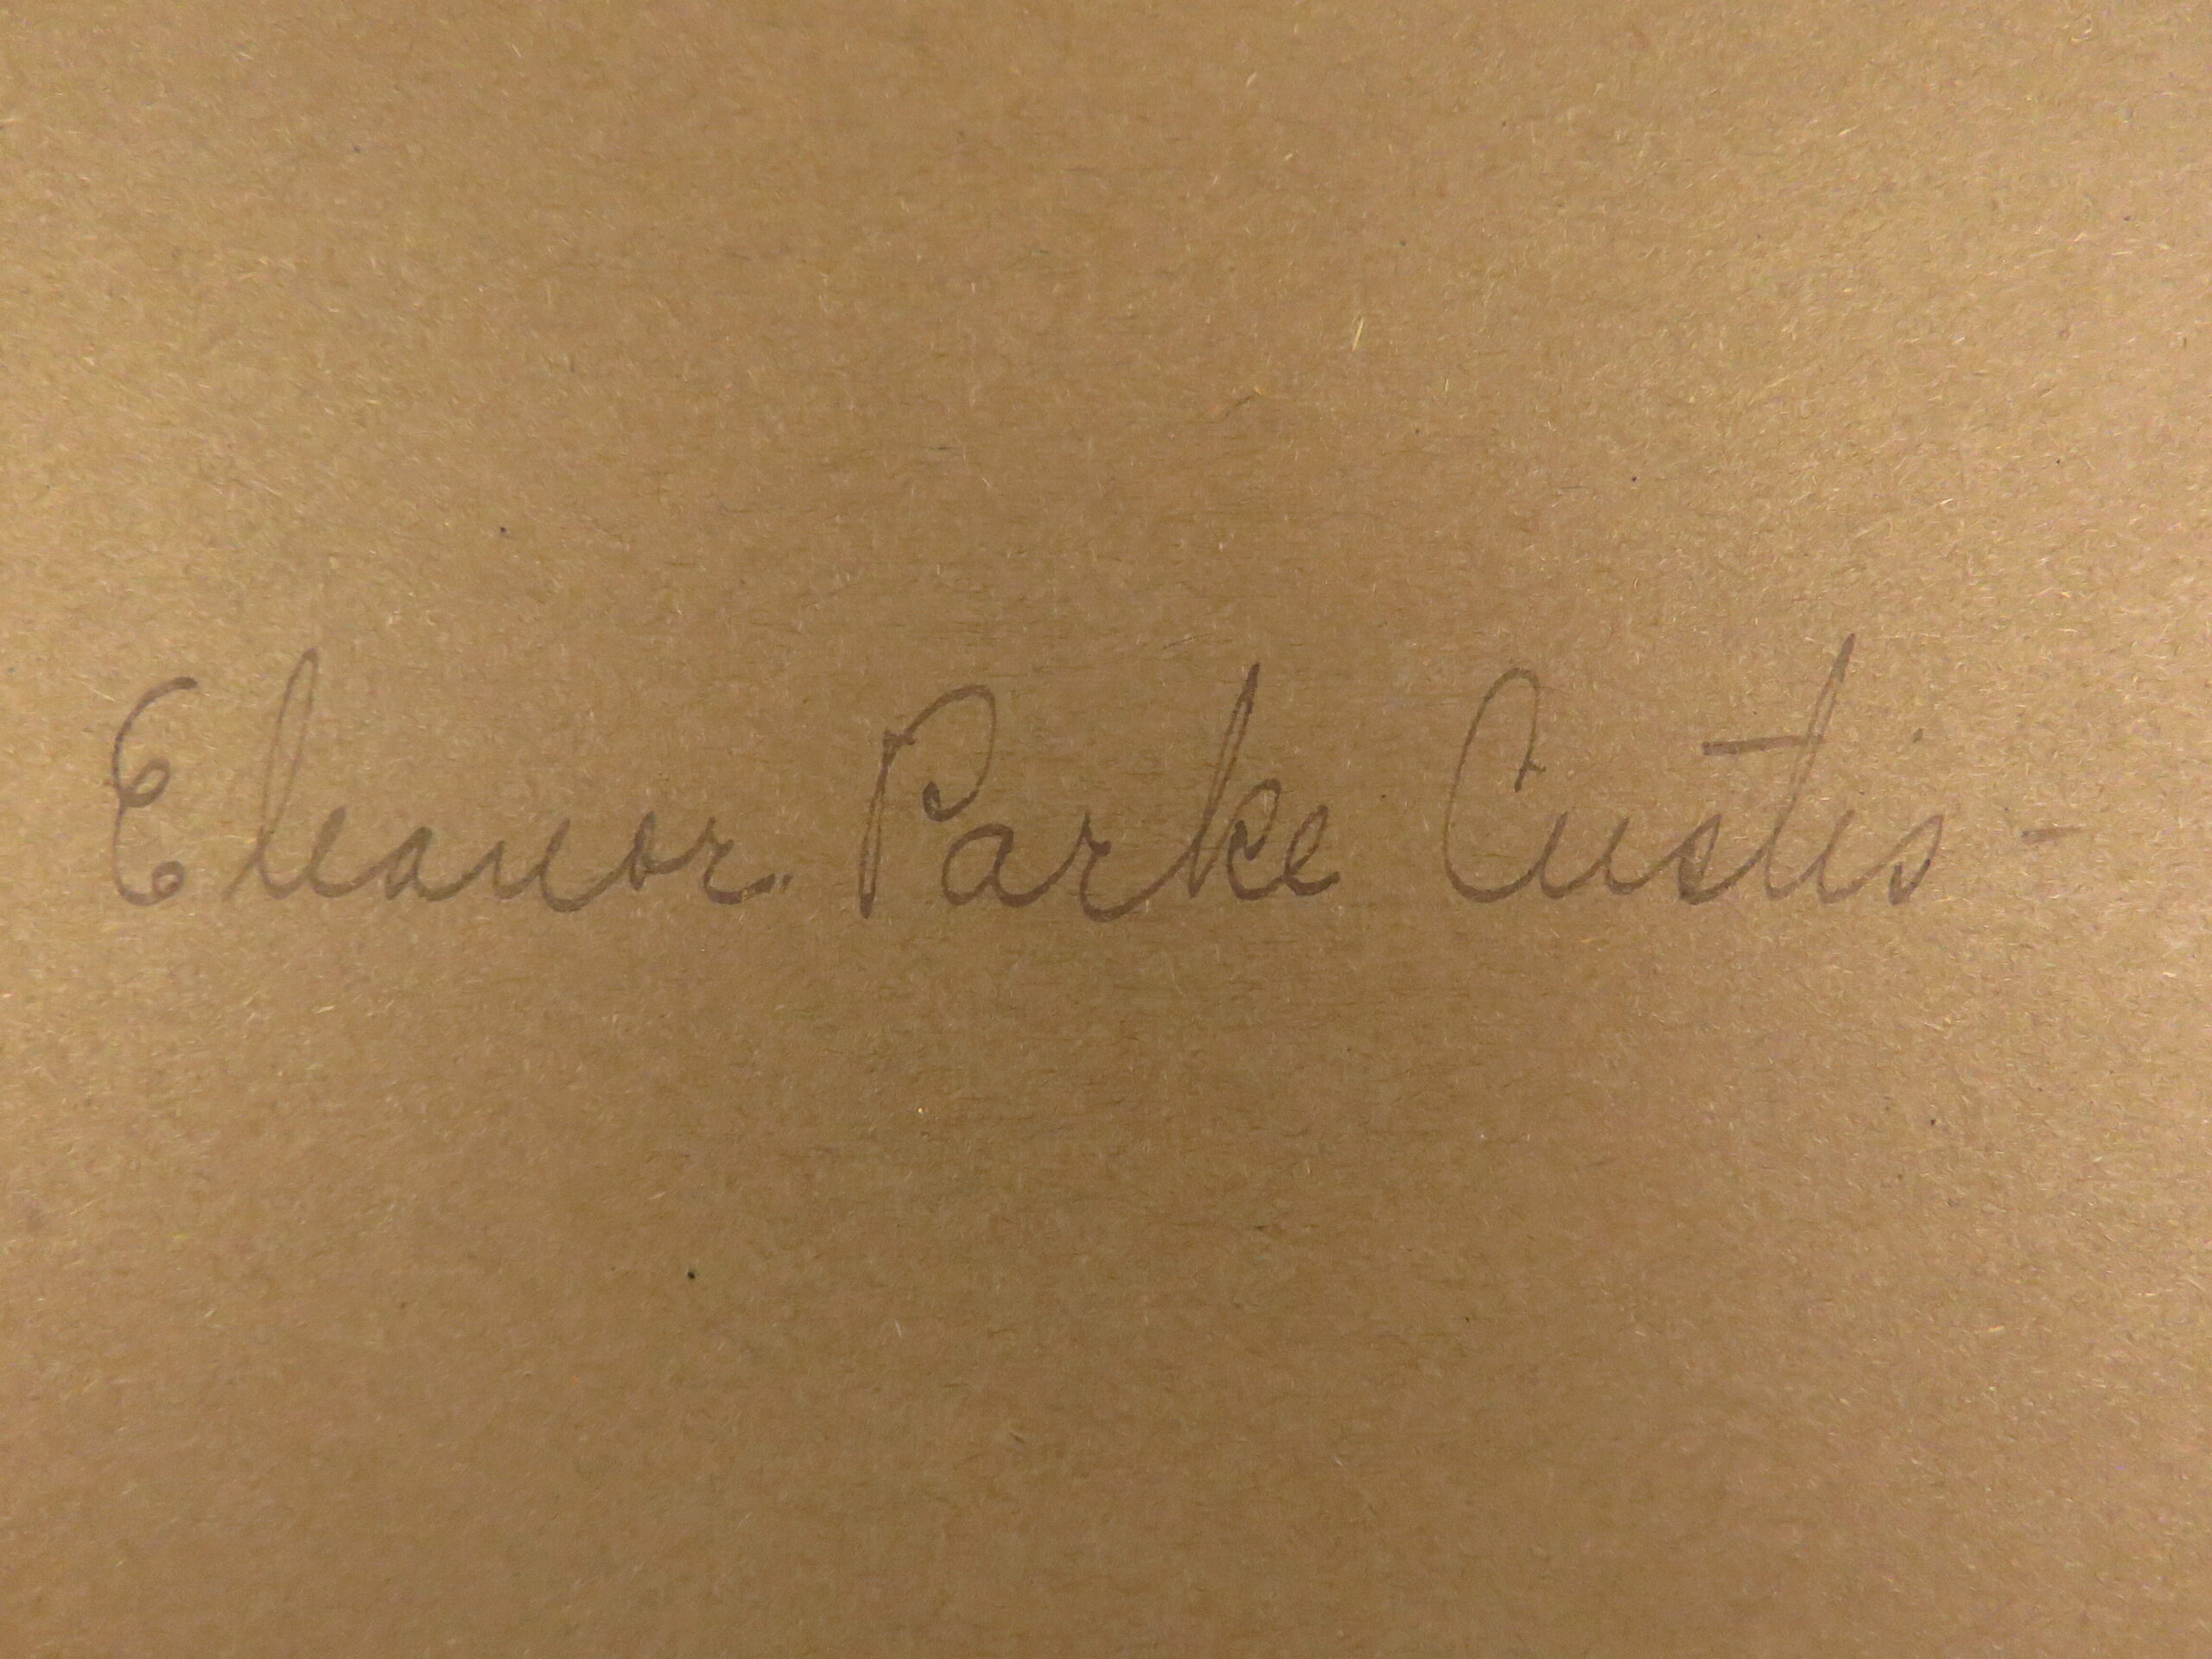 Eleanor Parke Custis -